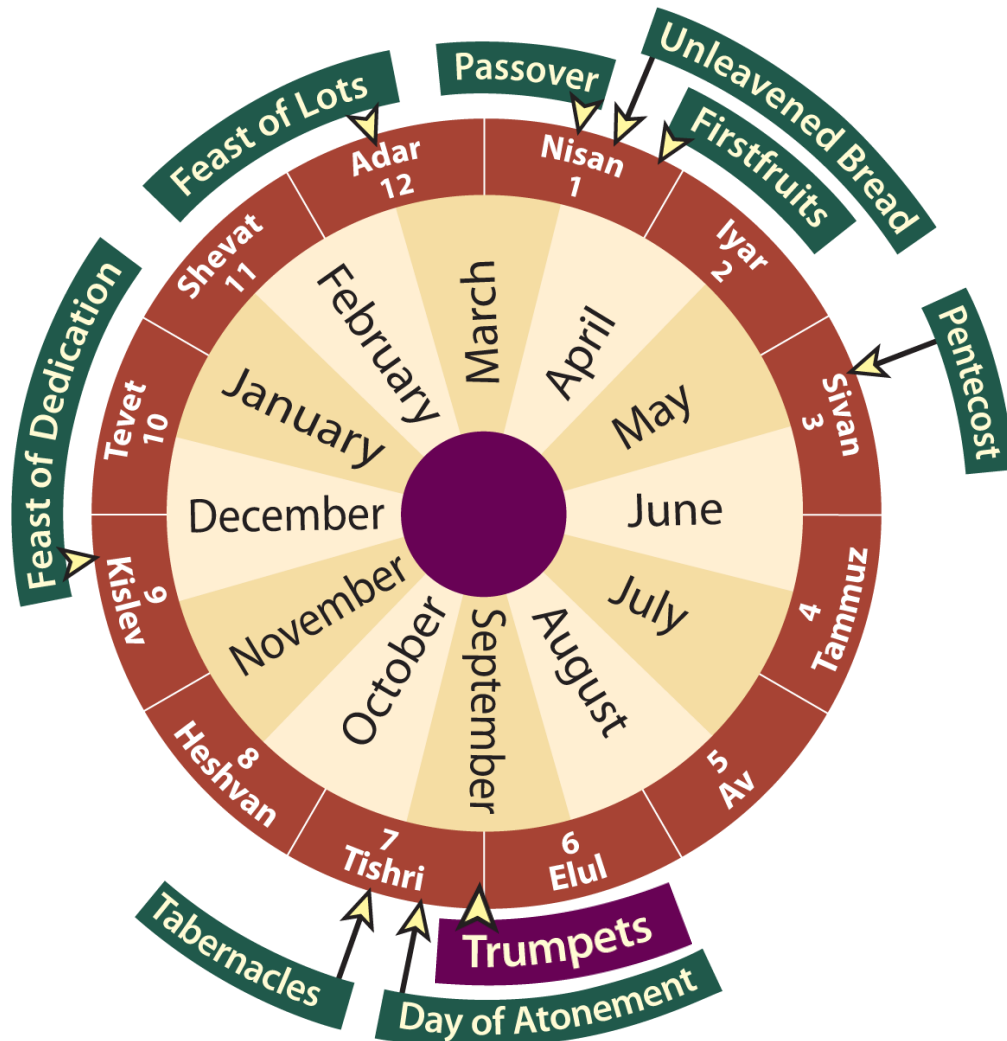 Passover
Unleavened Bread
Firstfruits
Pentecost
Trumpets
Day of Atonement
Tabernacles
Feast of Dedication
Feast of Lots
Nisan
1
Iyar
2
Sivan
3
4
Tammuz
5
Av
6
Elul
7
Tishri
8
Heshvan
9
Kislev
Tevet
10
Shevat
11
Adar
12
March
April
May
June
July
August
September
October
November
December
January
February